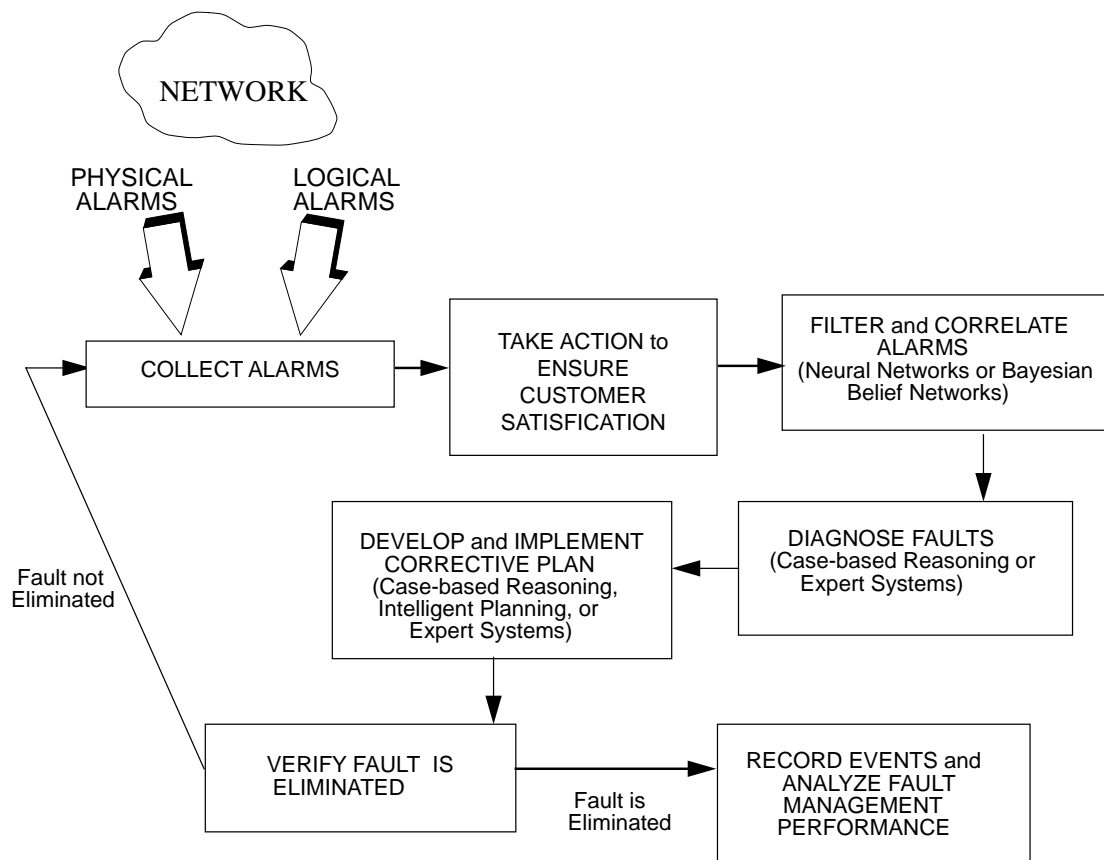 NETWORK
PHYSICAL
ALARMS
LOGICAL
ALARMS
COLLECT ALARMS
TAKE ACTION to
ENSURE
CUSTOMER
SATISFICATION
FILTER and CORRELATE
ALARMS
(Neural Networks or Bayesian
Belief Networks)
DIAGNOSE FAULTS
(Case-based Reasoning or
Expert Systems)
DEVELOP and IMPLEMENT
CORRECTIVE PLAN
(Case-based Reasoning,
Intelligent Planning, or
Expert Systems)
Fault not
Eliminated
VERIFY FAULT IS
ELIMINATED
Fault is
Eliminated
RECORD EVENTS and
ANALYZE FAULT
MANAGEMENT
PERFORMANCE